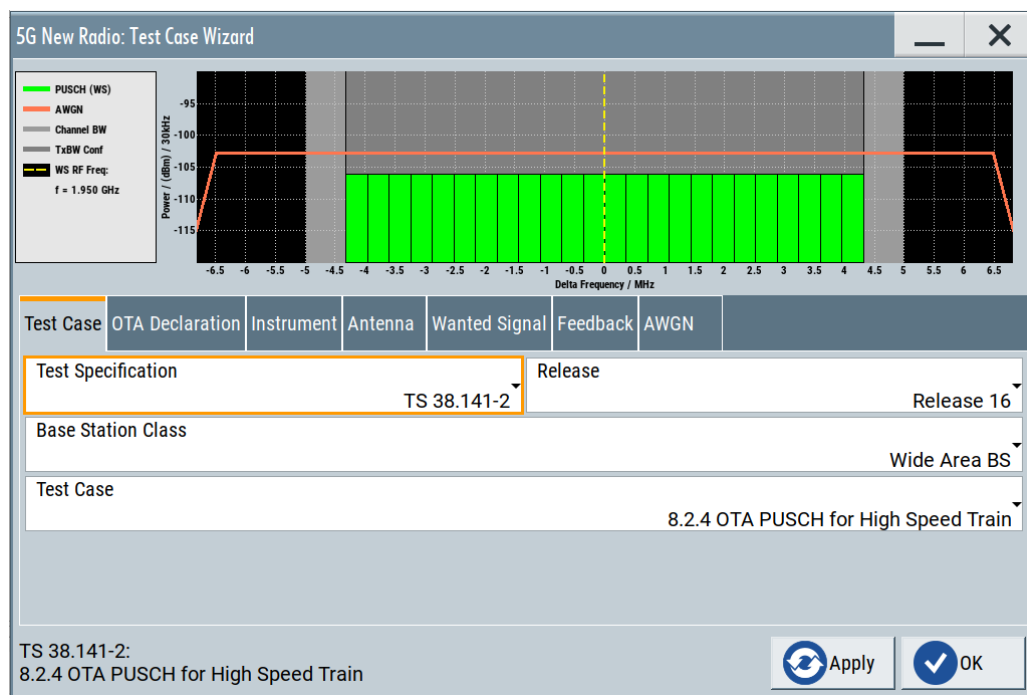 5G New Radio: Test Case Wizard
PUSCH (WS)
AWGN
Channel BW
TxBW Conf
WS RF Freq:
f = 1.950 GHz
Power / (dBm) / 30kHz
-95
-100
-105
-110
-115
-6.5 -6 -5.5 -5 -4.5 -4 -3.5 -3 -2.5 -2 -1.5 -1 -0.5 0 0.5 1 1.5 2 2.5 3 3.5 4 4.5 5 5.5 6 6.5
Delta Frequency / MHz
Test Case OTA Declaration Instrument Antenna Wanted Signal Feedback AWGN
Test Specification
TS 38.141-2
Release
Release 16
Base Station Class
Wide Area BS
Test Case
8.2.4 OTA PUSCH for High Speed Train
TS 38.141-2:
8.2.4 OTA PUSCH for High Speed Train
Apply
OK